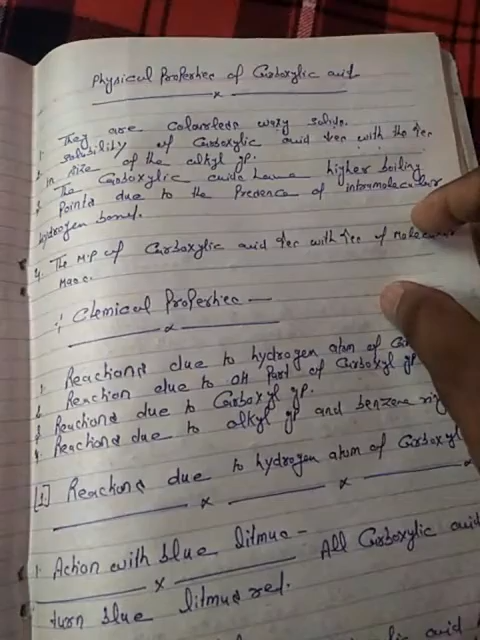 Physical Properties of Carboxylic acid
1. They are colourless waxy solids.
2. solubility of Carboxylic acid ↓es with the ↑es
in size of the alkyl gp.
3. The Carboxylic acids have higher boiling
points due to the Presence of intermolecular
hydrogen bond.
4. The M.P of Carboxylic acid ↑es with ↑es of Molecular
Mass.
Chemical Properties —
1. Reactions due to hydrogen atom of
2. Reaction due to OH Part of Carboxyl gp
3. Reactions due to Carboxyl gp.
4. Reactions due to alkyl gp and benzene ring
[1] Reactions due to hydrogen atom of Carboxyl
1. Action with blue litmus — All Carboxylic acid
turn blue litmus red.